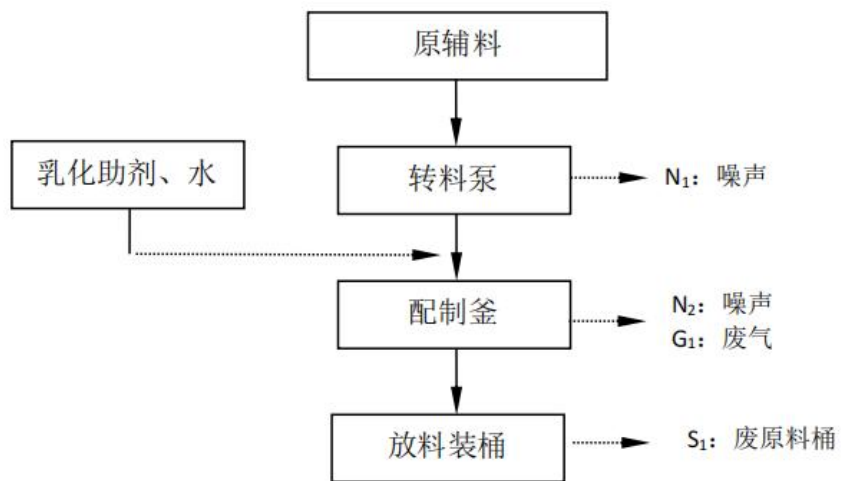 原辅料
乳化助剂、水
转料泵
N₁：噪声
配制釜
N₂：噪声
G₁：废气
放料装桶
S₁：废原料桶